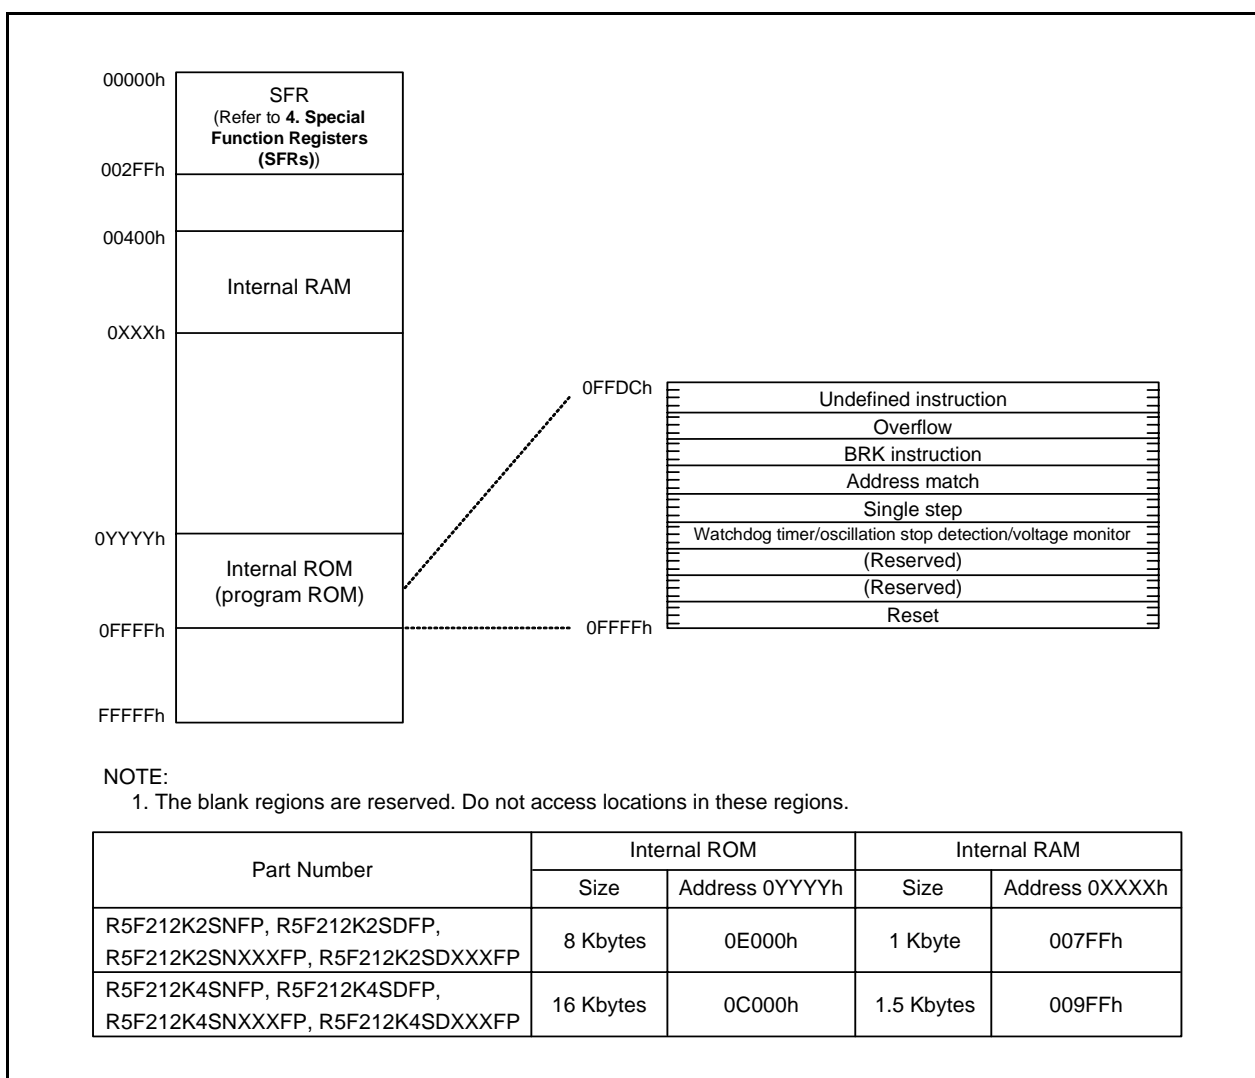 00000h
SFR
(Refer to 4. Special
Function Registers
(SFRs))
002FFh
00400h
Internal RAM
0XXXh
0YYYYh
Internal ROM
(program ROM)
0FFFFh
FFFFFh
0FFDCh
Undefined instruction
Overflow
BRK instruction
Address match
Single step
Watchdog timer/oscillation stop detection/voltage monitor
(Reserved)
(Reserved)
Reset
0FFFFh
NOTE:
1. The blank regions are reserved. Do not access locations in these regions.
Part Number
Internal ROM
Internal RAM
Size
Address 0YYYYh
Size
Address 0XXXXh
R5F212K2SNFP, R5F212K2SDFP,
R5F212K2SNXXXFP, R5F212K2SDXXXFP
8 Kbytes
0E000h
1 Kbyte
007FFh
R5F212K4SNFP, R5F212K4SDFP,
R5F212K4SNXXXFP, R5F212K4SDXXXFP
16 Kbytes
0C000h
1.5 Kbytes
009FFh